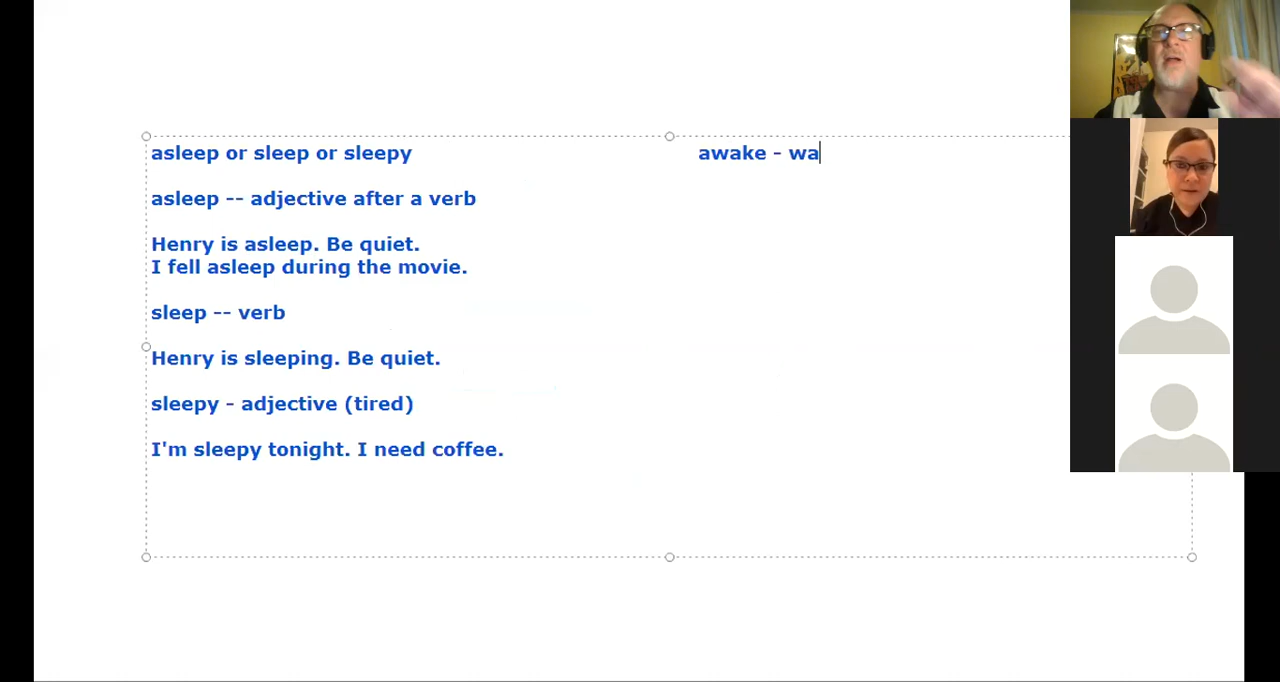 asleep or sleep or sleepy
asleep -- adjective after a verb
Henry is asleep. Be quiet.
I fell asleep during the movie.
sleep -- verb
Henry is sleeping. Be quiet.
sleepy - adjective (tired)
I'm sleepy tonight. I need coffee.
awake - wa